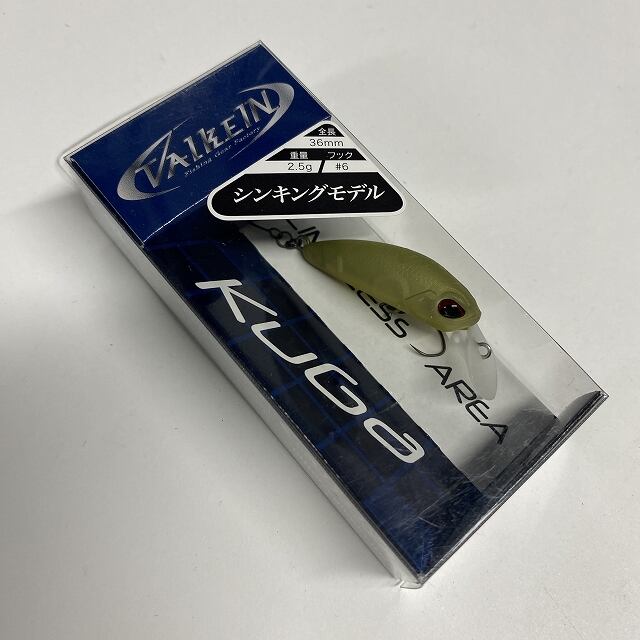 VALKEIN
Fishing Gear Factory
全長
36mm
重量 フック
2.5g #6
シンキングモデル
KUGa
AREA